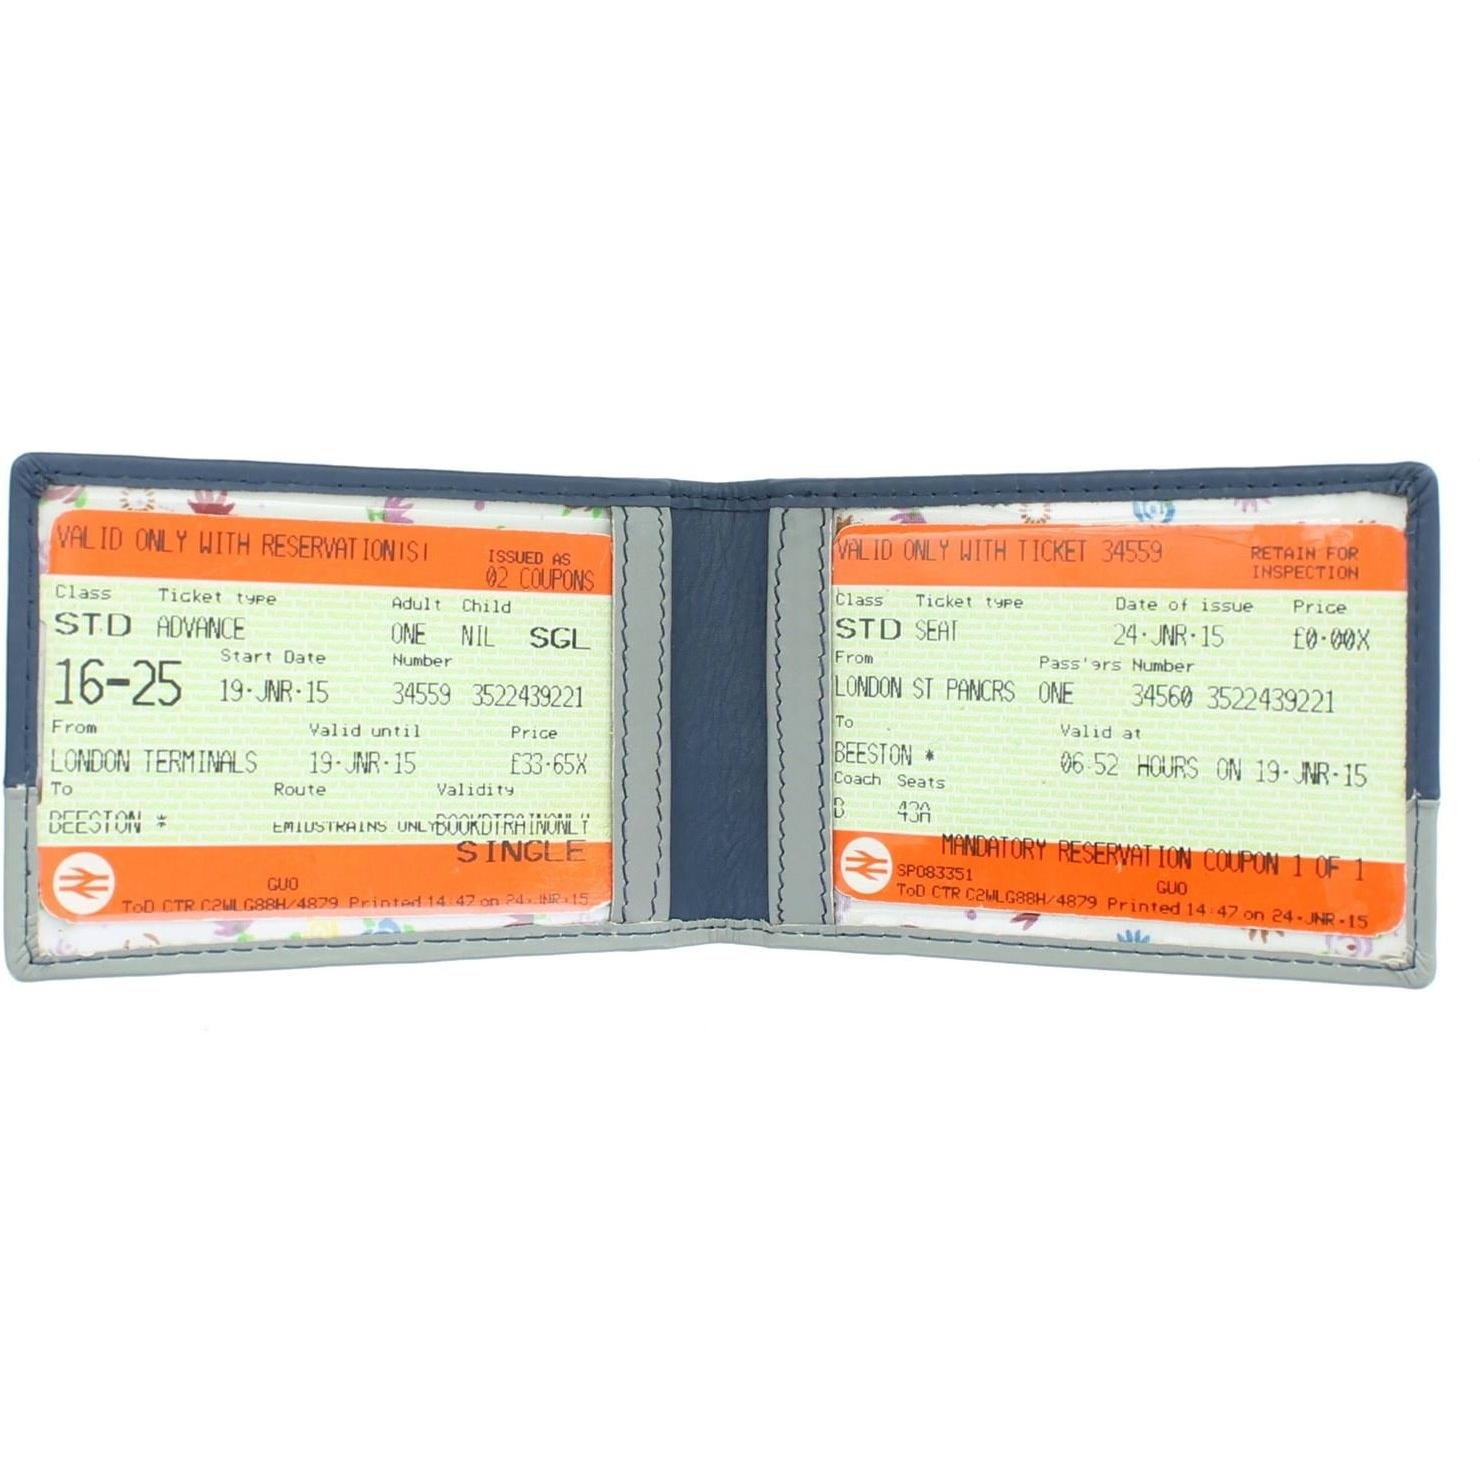 VALID ONLY WITH RESERVATION(S)
ISSUED AS
02 COUPONS
Class Ticket type Adult Child
STD ADVANCE ONE NIL SGL
Start Date Number
16-25 19·JNR·15 34559 3522439221
From Valid until Price
LONDON TERMINALS 19·JNR·15 £33·65X
To Route Validity
BEESTON * EMIDSTRAINS ONLY BOOKDTRAINONLY
SINGLE
GUO
ToD CTR C2WLG88H/4879 Printed 14:47 on 24·JNR·15
VALID ONLY WITH TICKET 34559
RETAIN FOR
INSPECTION
Class Ticket type Date of issue Price
STD SEAT 24·JNR·15 £0·00X
From Pass'grs Number
LONDON ST PANCRS ONE 34560 3522439221
To Valid at
BEESTON * 06·52 HOURS ON 19·JNR·15
Coach Seats
B 43A
MANDATORY RESERVATION COUPON 1 OF 1
SP083351 GUO
ToD CTR C2WLG88H/4879 Printed 14:47 on 24·JNR·15